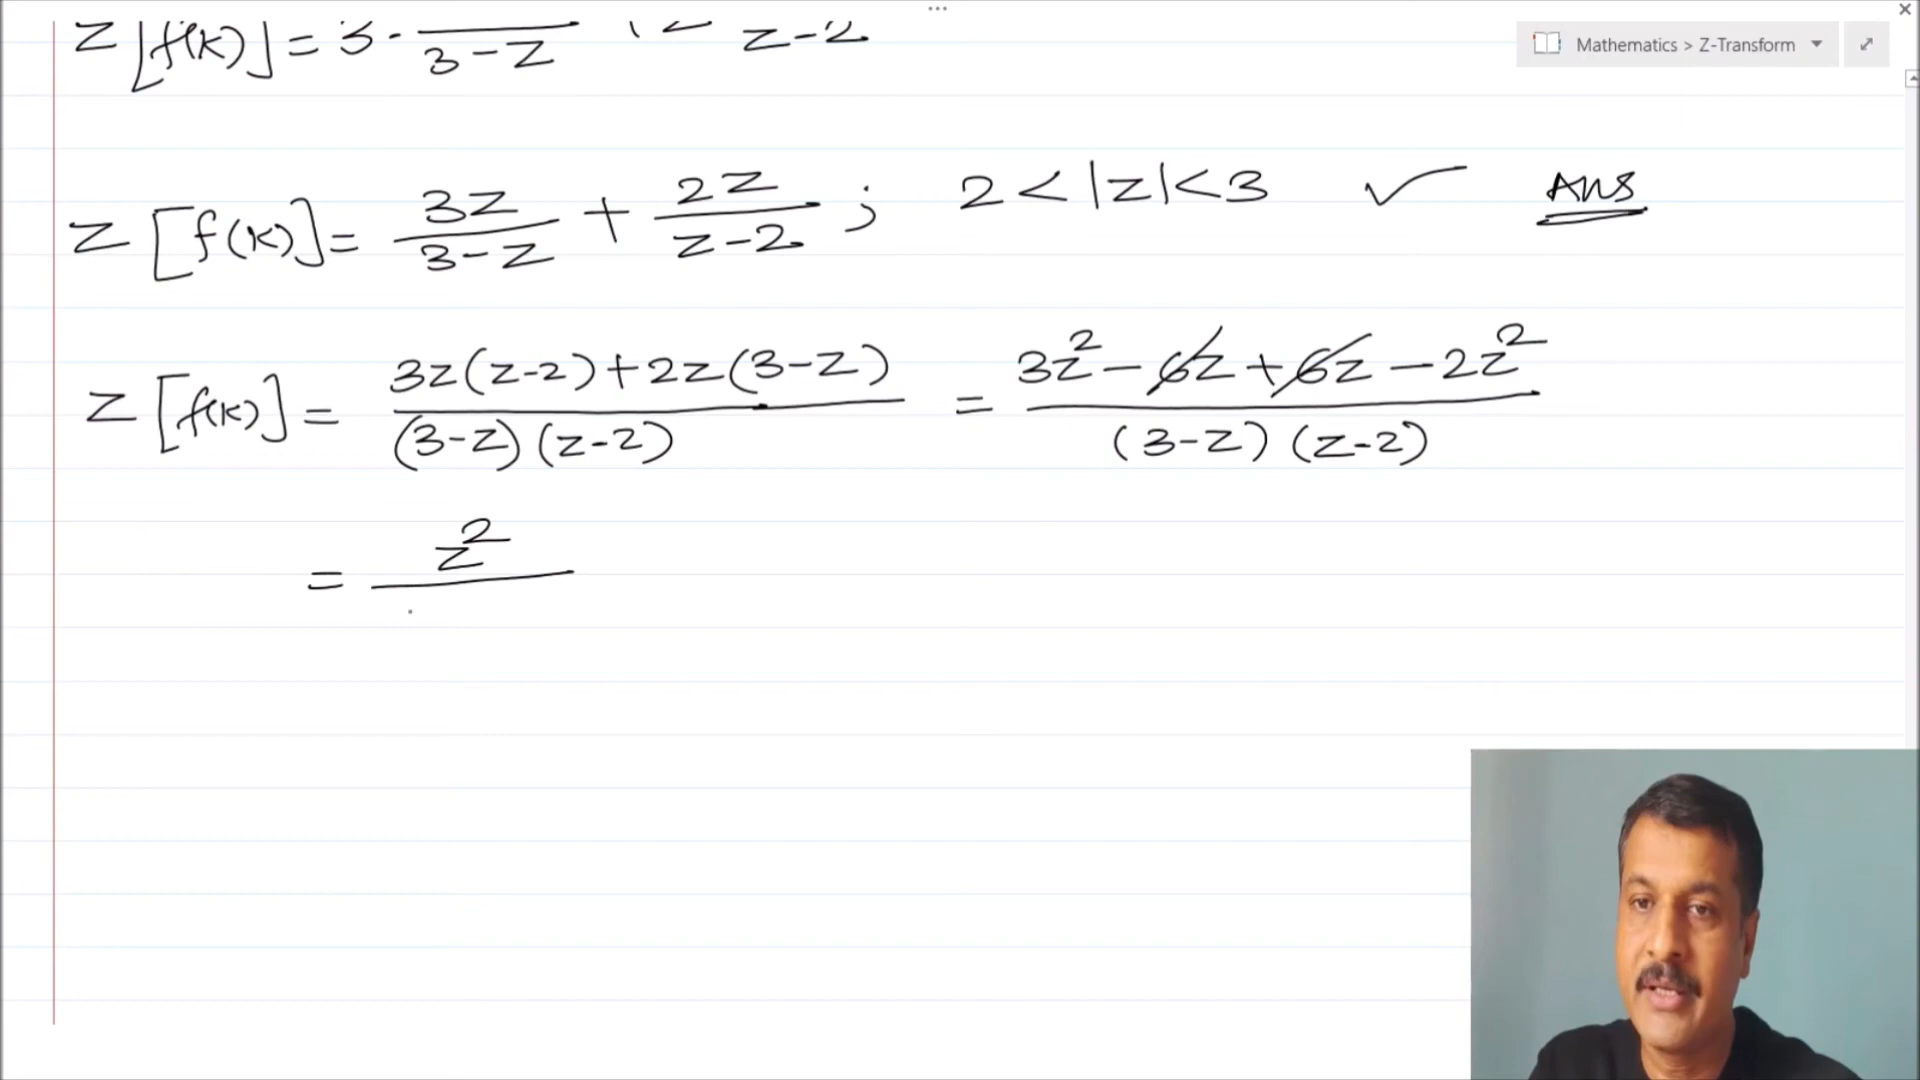 Z[f(k)] = 3 · ――― + 2 ―――
3-z z-2
Mathematics > Z-Transform
Z[f(k)] = 3z/(3-z) + 2z/(z-2) ; 2 < |z| < 3 ✓ Ans
Z[f(k)] = (3z(z-2)+2z(3-z))/((3-z)(z-2)) = (3z² - 6z + 6z - 2z²)/((3-z)(z-2))
= z²